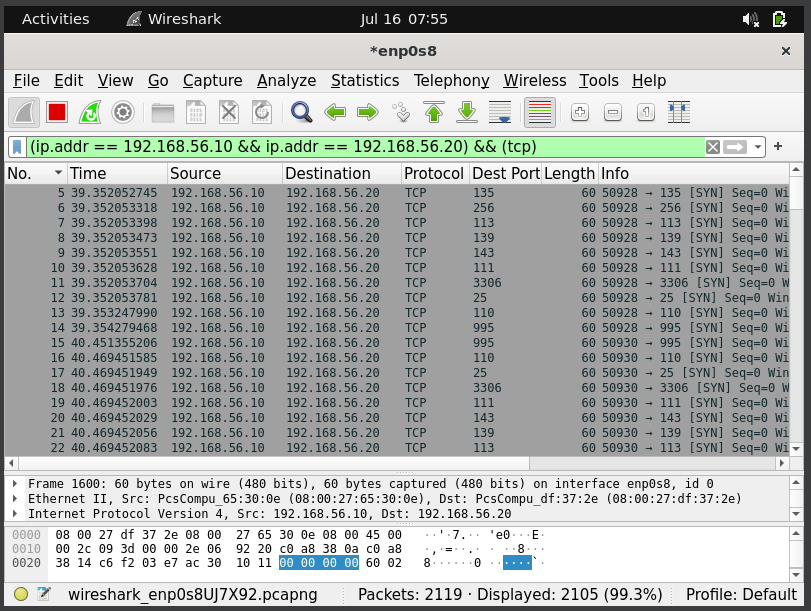 Activities Wireshark Jul 16 07:55
*enp0s8 ×
File Edit View Go Capture Analyze Statistics Telephony Wireless Tools Help
(ip.addr == 192.168.56.10 && ip.addr == 192.168.56.20) && (tcp) +
No. Time Source Destination Protocol Dest Port Length Info
5 39.352052745 192.168.56.10 192.168.56.20 TCP 135 60 50928 → 135 [SYN] Seq=0 Wi
6 39.352053318 192.168.56.10 192.168.56.20 TCP 256 60 50928 → 256 [SYN] Seq=0 Wi
7 39.352053398 192.168.56.10 192.168.56.20 TCP 113 60 50928 → 113 [SYN] Seq=0 Wi
8 39.352053473 192.168.56.10 192.168.56.20 TCP 139 60 50928 → 139 [SYN] Seq=0 Wi
9 39.352053551 192.168.56.10 192.168.56.20 TCP 143 60 50928 → 143 [SYN] Seq=0 Wi
10 39.352053628 192.168.56.10 192.168.56.20 TCP 111 60 50928 → 111 [SYN] Seq=0 Wi
11 39.352053704 192.168.56.10 192.168.56.20 TCP 3306 60 50928 → 3306 [SYN] Seq=0 W
12 39.352053781 192.168.56.10 192.168.56.20 TCP 25 60 50928 → 25 [SYN] Seq=0 Win
13 39.353247990 192.168.56.10 192.168.56.20 TCP 110 60 50928 → 110 [SYN] Seq=0 Wi
14 39.354279468 192.168.56.10 192.168.56.20 TCP 995 60 50928 → 995 [SYN] Seq=0 Wi
15 40.451355206 192.168.56.10 192.168.56.20 TCP 995 60 50930 → 995 [SYN] Seq=0 Wi
16 40.469451585 192.168.56.10 192.168.56.20 TCP 110 60 50930 → 110 [SYN] Seq=0 Wi
17 40.469451949 192.168.56.10 192.168.56.20 TCP 25 60 50930 → 25 [SYN] Seq=0 Win
18 40.469451976 192.168.56.10 192.168.56.20 TCP 3306 60 50930 → 3306 [SYN] Seq=0 W
19 40.469452003 192.168.56.10 192.168.56.20 TCP 111 60 50930 → 111 [SYN] Seq=0 Wi
20 40.469452029 192.168.56.10 192.168.56.20 TCP 143 60 50930 → 143 [SYN] Seq=0 Wi
21 40.469452056 192.168.56.10 192.168.56.20 TCP 139 60 50930 → 139 [SYN] Seq=0 Wi
22 40.469452083 192.168.56.10 192.168.56.20 TCP 113 60 50930 → 113 [SYN] Seq=0 Wi
Frame 1600: 60 bytes on wire (480 bits), 60 bytes captured (480 bits) on interface enp0s8, id 0
Ethernet II, Src: PcsCompu_65:30:0e (08:00:27:65:30:0e), Dst: PcsCompu_df:37:2e (08:00:27:df:37:2e)
Internet Protocol Version 4, Src: 192.168.56.10, Dst: 192.168.56.20
0000 08 00 27 df 37 2e 08 00 27 65 30 0e 08 00 45 00 ··'·7.·· 'e0···E·
0010 00 2c 09 3d 00 00 2e 06 92 20 c0 a8 38 0a c0 a8 ·,·=··.· · ··8···
0020 38 14 c6 f2 03 e7 ac 30 10 11 00 00 00 00 60 02 8······0 ······`·
wireshark_enp0s8UJ7X92.pcapng Packets: 2119 · Displayed: 2105 (99.3%) Profile: Default